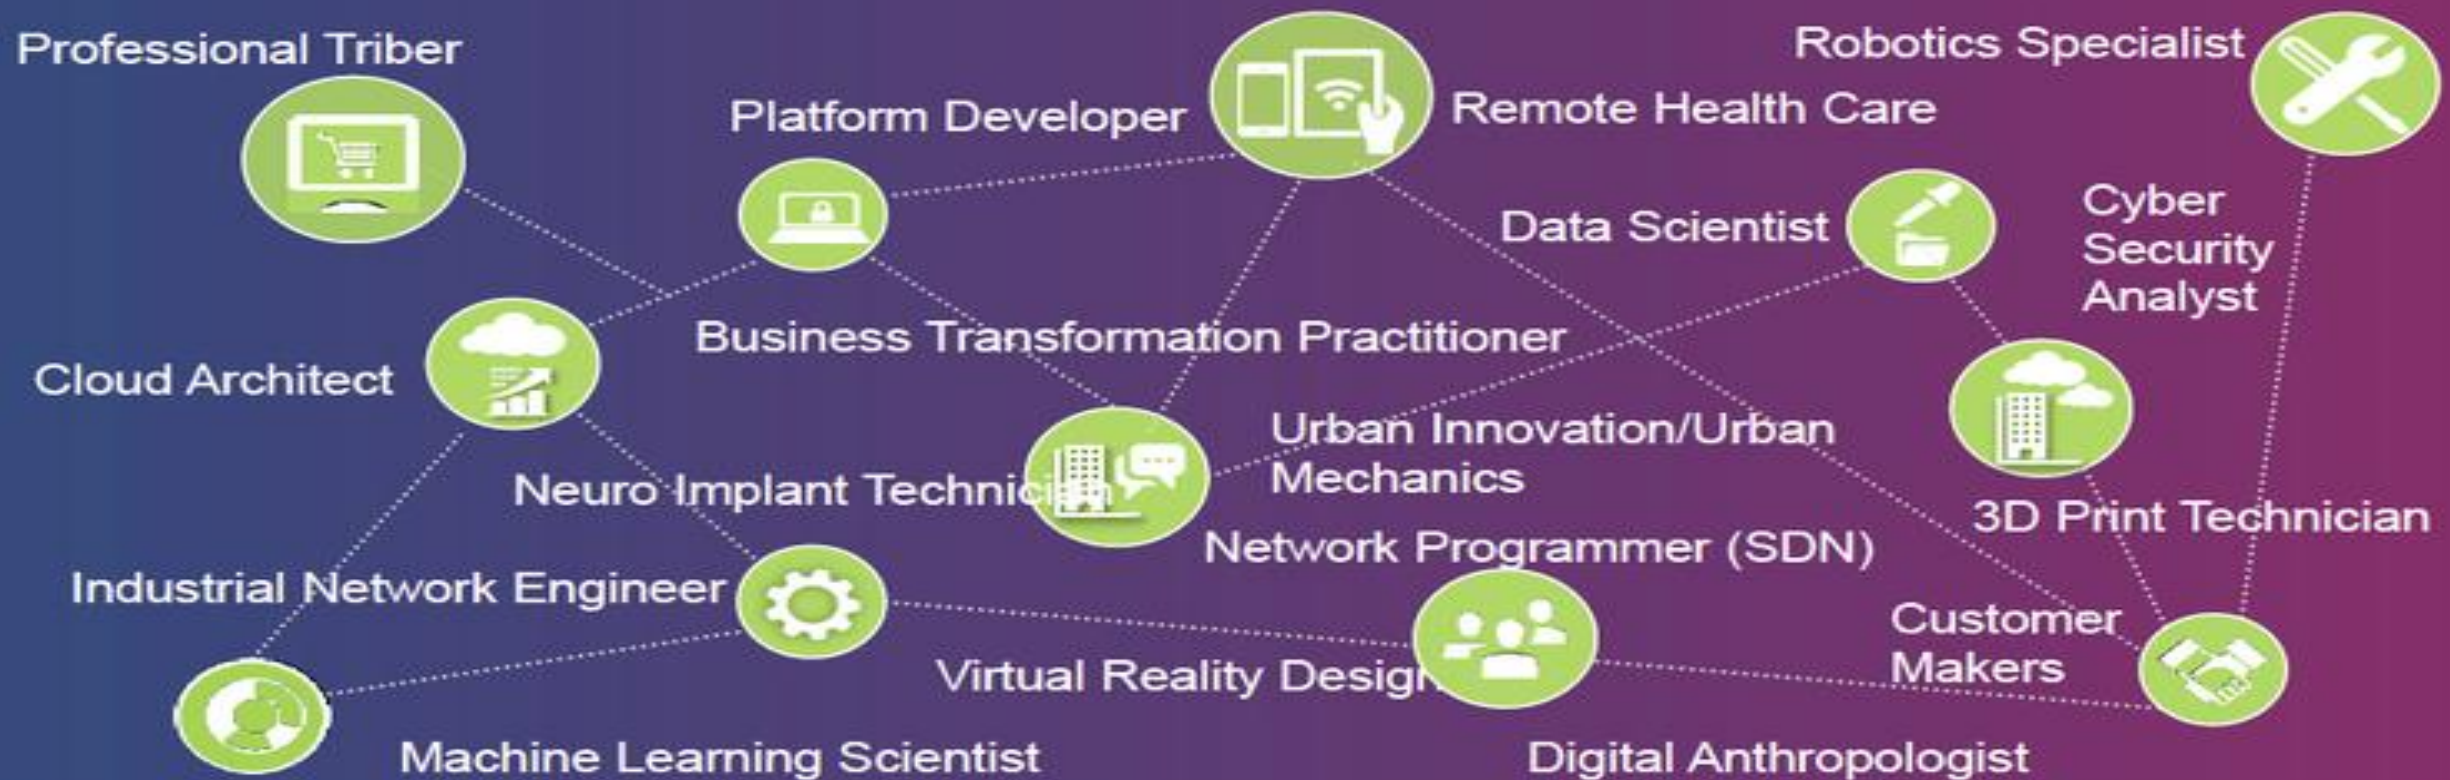 Professional Triber
Robotics Specialist
Platform Developer
Remote Health Care
Data Scientist
Cyber
Security
Analyst
Business Transformation Practitioner
Cloud Architect
Urban Innovation/Urban
Mechanics
Neuro Implant Technician
3D Print Technician
Network Programmer (SDN)
Industrial Network Engineer
Customer
Makers
Virtual Reality Design
Machine Learning Scientist
Digital Anthropologist